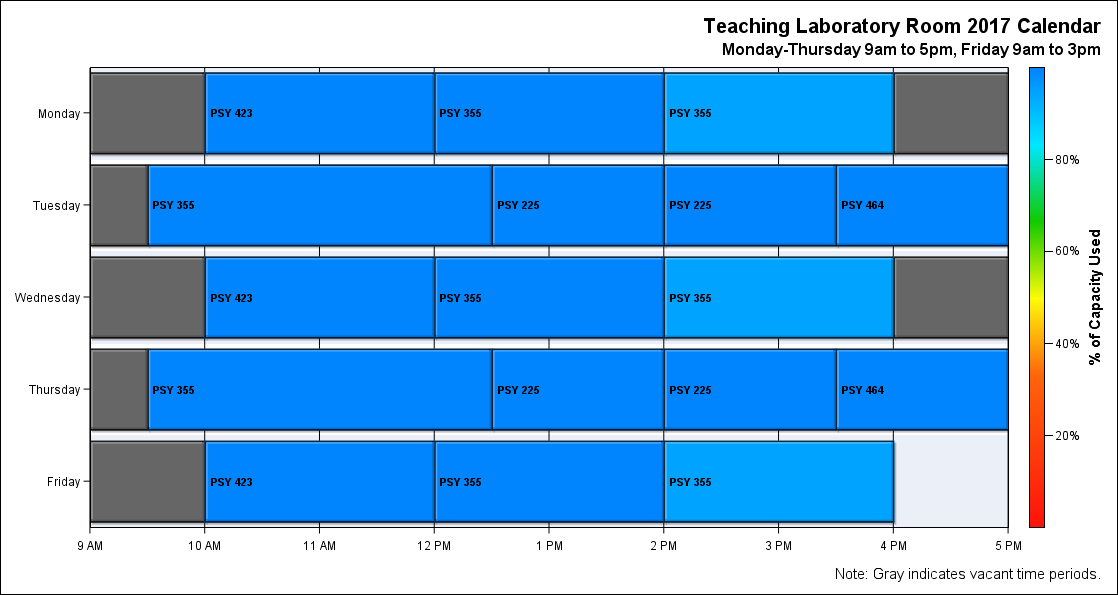 Teaching Laboratory Room 2017 Calendar
Monday-Thursday 9am to 5pm, Friday 9am to 3pm
Monday
PSY 423
PSY 355
PSY 355
Tuesday
PSY 355
PSY 225
PSY 225
PSY 464
Wednesday
PSY 423
PSY 355
PSY 355
Thursday
PSY 355
PSY 225
PSY 225
PSY 464
Friday
PSY 423
PSY 355
PSY 355
9 AM
10 AM
11 AM
12 PM
1 PM
2 PM
3 PM
4 PM
5 PM
80%
60%
40%
20%
% of Capacity Used
Note: Gray indicates vacant time periods.